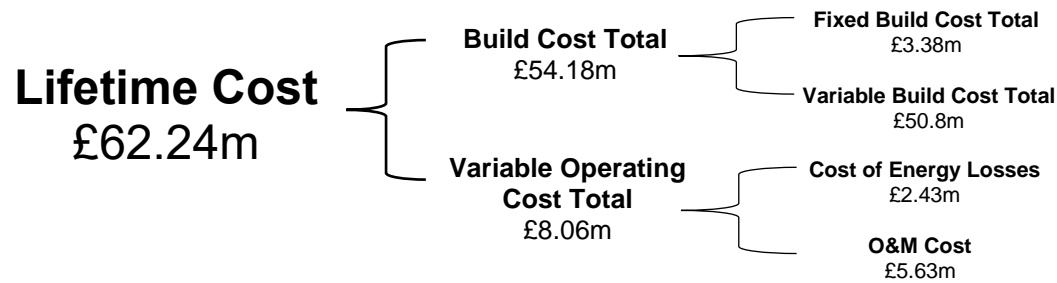 Lifetime Cost
£62.24m
Build Cost Total
£54.18m
Fixed Build Cost Total
£3.38m
Variable Build Cost Total
£50.8m
Variable Operating
Cost Total
£8.06m
Cost of Energy Losses
£2.43m
O&M Cost
£5.63m